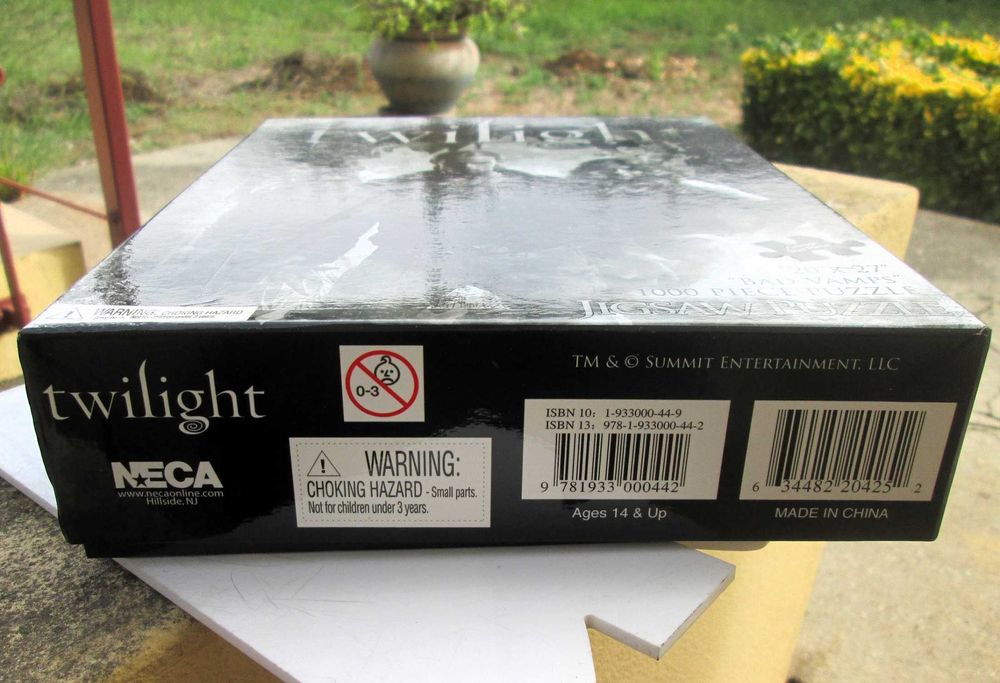 twilight
20" X 27"
"BAD VAMPS"
1000 PIECE PUZZLE
JIGSAW PUZZLE
WARNING: CHOKING HAZARD
twilight
NECA
www.necaonline.com
Hillside, NJ
0-3
WARNING:
CHOKING HAZARD - Small parts.
Not for children under 3 years.
TM & © SUMMIT ENTERTAINMENT, LLC
ISBN 10: 1-933000-44-9
ISBN 13: 978-1-933000-44-2
9 781933 000442
Ages 14 & Up
6 34482 20425 2
MADE IN CHINA